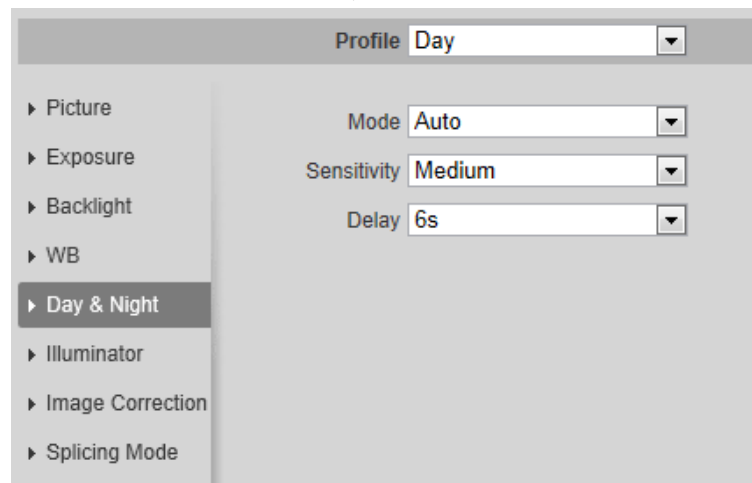 Profile Day
Picture
Mode Auto
Exposure
Sensitivity Medium
Backlight
Delay 6s
WB
Day & Night
Illuminator
Image Correction
Splicing Mode